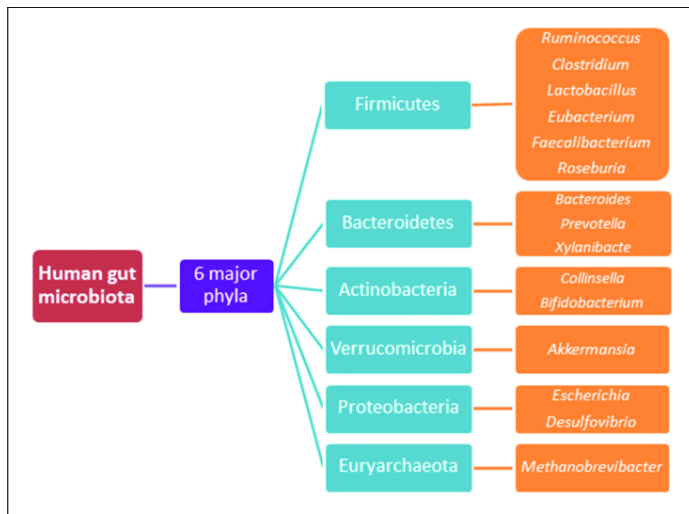 Human gut
microbiota
6 major
phyla
Firmicutes
Ruminococcus
Clostridium
Lactobacillus
Eubacterium
Faecalibacterium
Roseburia
Bacteroidetes
Bacteroides
Prevotella
Xylanibacte
Actinobacteria
Collinsella
Bifidobacterium
Verrucomicrobia
Akkermansia
Proteobacteria
Escherichia
Desulfovibrio
Euryarchaeota
Methanobrevibacter